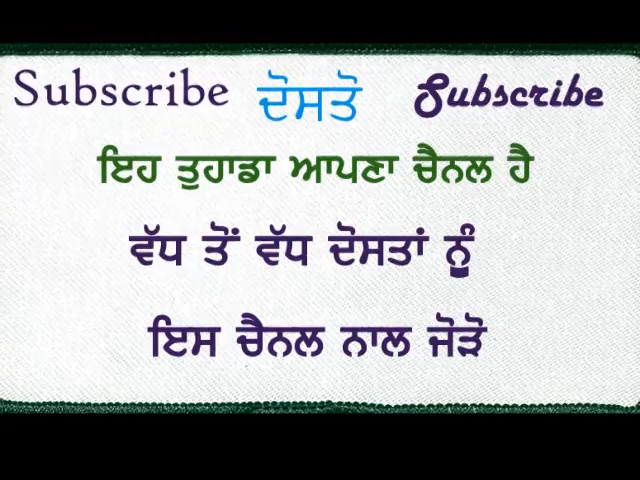 Subscribe ਦੋਸਤੋ Subscribe
ਇਹ ਤੁਹਾਡਾ ਆਪਣਾ ਚੈਨਲ ਹੈ
ਵੱਧ ਤੋਂ ਵੱਧ ਦੋਸਤਾਂ ਨੂੰ
ਇਸ ਚੈਨਲ ਨਾਲ ਜੋੜੋ